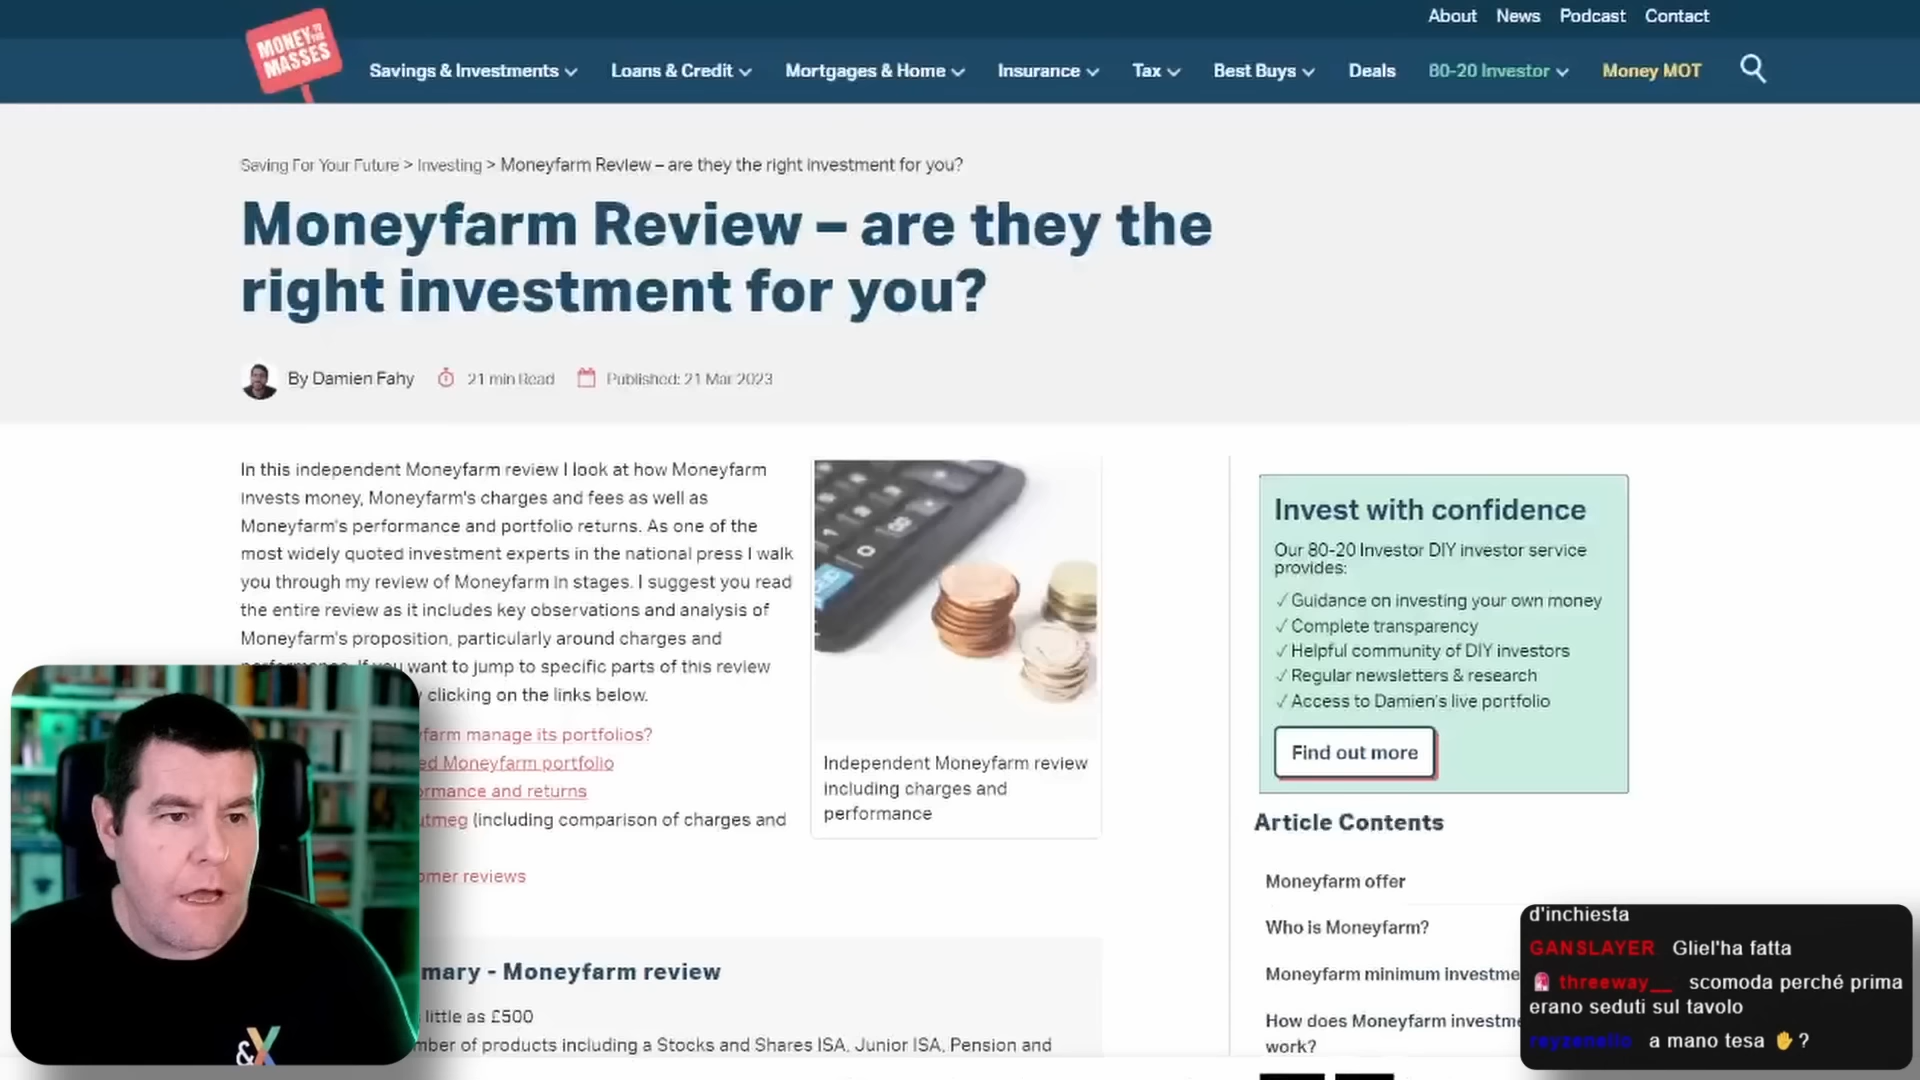 About News Podcast Contact
MONEY TO THE MASSES
Savings & Investments Loans & Credit Mortgages & Home Insurance Tax Best Buys Deals 80-20 Investor Money MOT
Saving For Your Future > Investing > Moneyfarm Review – are they the right investment for you?
Moneyfarm Review – are they the
right investment for you?
By Damien Fahy 21 min Read Published: 21 Mar 2023
In this independent Moneyfarm review I look at how Moneyfarm
invests money, Moneyfarm's charges and fees as well as
Moneyfarm's performance and portfolio returns. As one of the
most widely quoted investment experts in the national press I walk
you through my review of Moneyfarm in stages. I suggest you read
the entire review as it includes key observations and analysis of
Moneyfarm's proposition, particularly around charges and
performance. If you want to jump to specific parts of this review
clicking on the links below.
farm manage its portfolios?
ed Moneyfarm portfolio
ormance and returns
utmeg (including comparison of charges and
omer reviews
Independent Moneyfarm review
including charges and
performance
mary - Moneyfarm review
little as £500
mber of products including a Stocks and Shares ISA, Junior ISA, Pension and
Invest with confidence
Our 80-20 Investor DIY investor service
provides:
✓ Guidance on investing your own money
✓ Complete transparency
✓ Helpful community of DIY investors
✓ Regular newsletters & research
✓ Access to Damien's live portfolio
Find out more
Article Contents
Moneyfarm offer
Who is Moneyfarm?
Moneyfarm minimum investme
How does Moneyfarm investme
work?
d'inchiesta
GANSLAYER Gliel'ha fatta
threeway__ scomoda perché prima
erano seduti sul tavolo
a mano tesa ✋?
&X